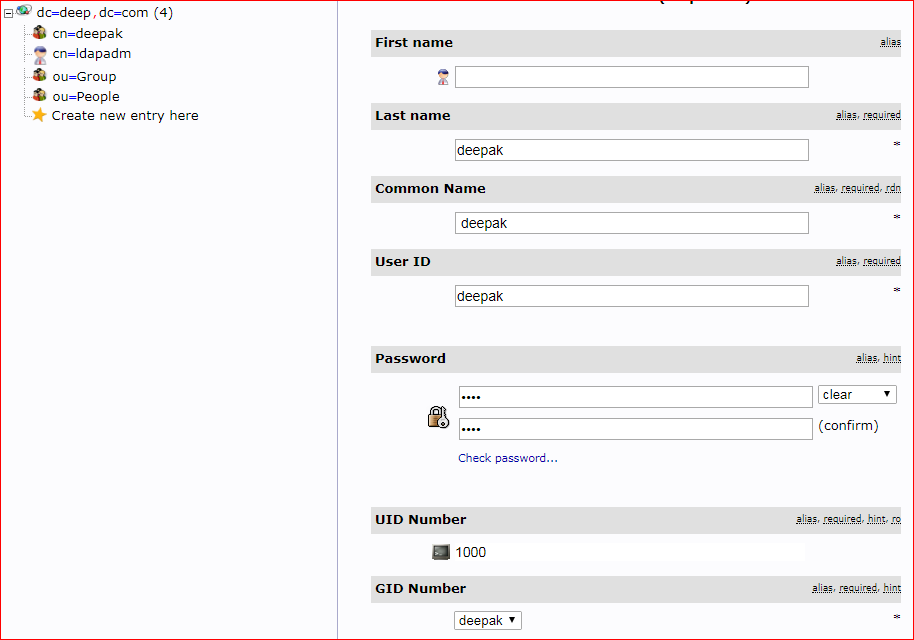 dc=deep,dc=com (4)
cn=deepak
cn=ldapadm
ou=Group
ou=People
Create new entry here
First name alias
Last name alias, required
deepak *
Common Name alias, required, rdn
deepak *
User ID alias, required
deepak *
Password alias, hint
•••• clear
•••• (confirm)
Check password...
UID Number alias, required, hint, ro
1000
GID Number alias, required, hint
deepak *